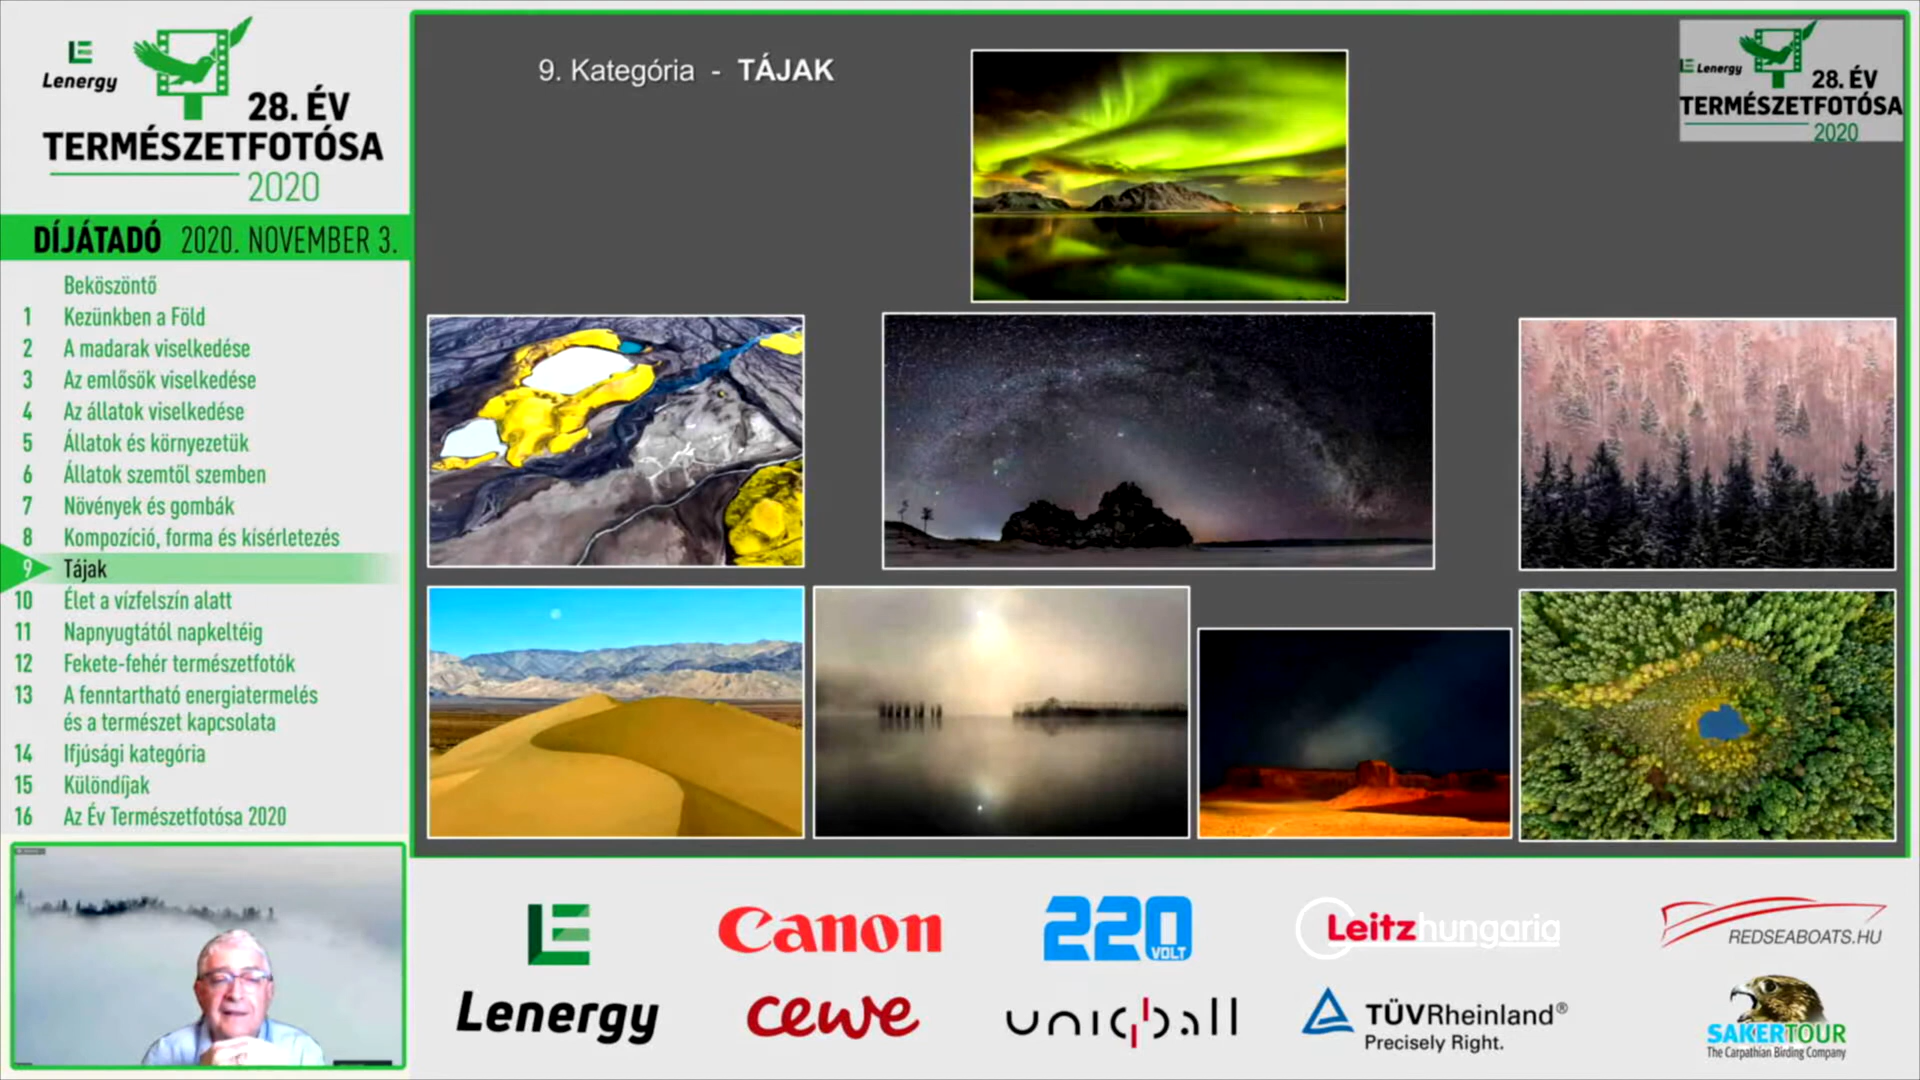 Lenergy
28. ÉV
TERMÉSZETFOTÓSA
2020
DÍJÁTADÓ 2020. NOVEMBER 3.
Beköszöntő
1 Kezünkben a Föld
2 A madarak viselkedése
3 Az emlősök viselkedése
4 Az állatok viselkedése
5 Állatok és környezetük
6 Állatok szemtől szemben
7 Növények és gombák
8 Kompozíció, forma és kísérletezés
9 Tájak
10 Élet a vízfelszín alatt
11 Napnyugtától napkeltéig
12 Fekete-fehér természetfotók
13 A fenntartható energiatermelés
és a természet kapcsolata
14 Ifjúsági kategória
15 Különdíjak
16 Az Év Természetfotósa 2020
9. Kategória - TÁJAK
Lenergy
28. ÉV
TERMÉSZETFOTÓSA
2020
Canon
220
VOLT
Leitz hungaria
REDSEABOATS.HU
Lenergy
cewe
uniqball
TÜVRheinland®
Precisely Right.
SAKERTOUR
The Carpathian Birding Company